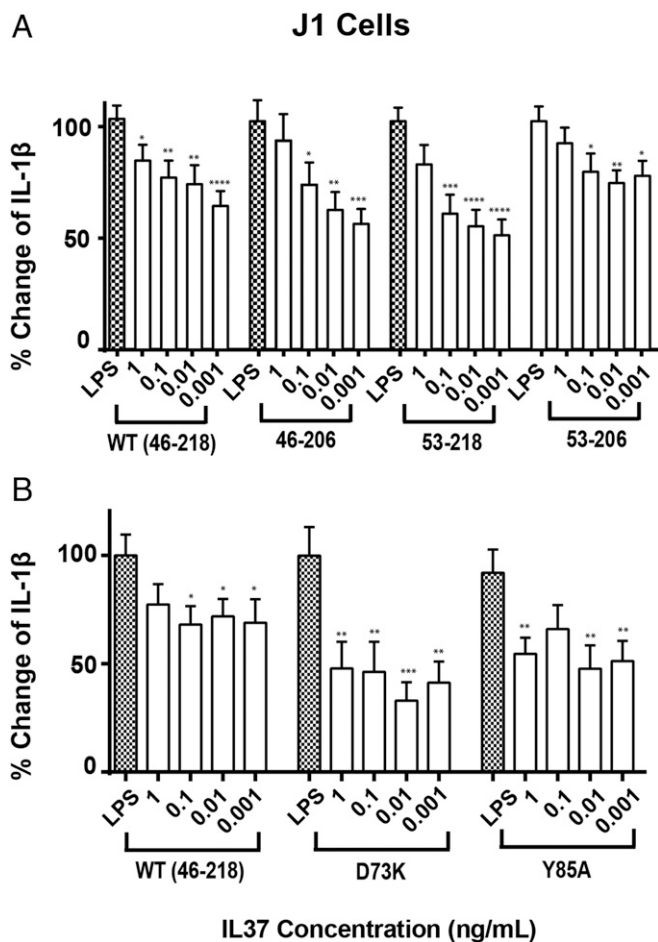 A
J1 Cells
% Change of IL-1β
100
50
0
* ** ** **** * ** *** *** **** **** * ** *
LPS 1 0.1 0.01 0.001 LPS 1 0.1 0.01 0.001 LPS 1 0.1 0.01 0.001 LPS 1 0.1 0.01 0.001
WT (46-218) 46-206 53-218 53-206
B
% Change of IL-1β
100
50
0
* * * ** ** *** ** ** ** **
LPS 1 0.1 0.01 0.001 LPS 1 0.1 0.01 0.001 LPS 1 0.1 0.01 0.001
WT (46-218) D73K Y85A
IL37 Concentration (ng/mL)